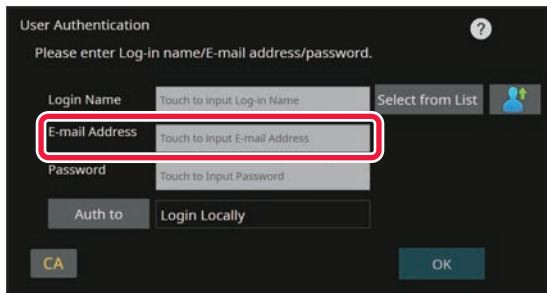 User Authentication
?
Please enter Log-in name/E-mail address/password.
Login Name Touch to input Log-in Name Select from List
E-mail Address Touch to input E-mail Address
Password Touch to Input Password
Auth to Login Locally
CA OK